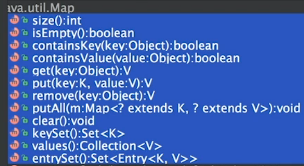 ava.util.Map
size():int
isEmpty():boolean
containsKey(key:Object):boolean
containsValue(value:Object):boolean
get(key:Object):V
put(key:K, value:V):V
remove(key:Object):V
putAll(m:Map<? extends K, ? extends V>):void
clear():void
keySet():Set<K>
values():Collection<V>
entrySet():Set<Entry<K, V>>